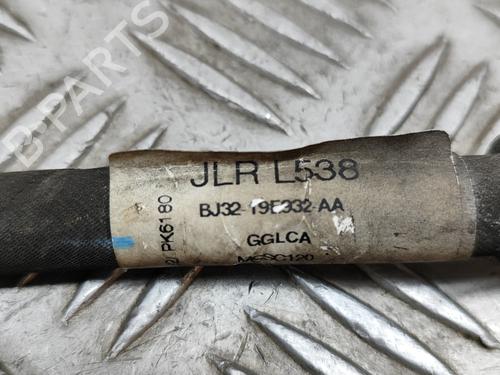 B-PARTS
JLR L538
BJ32-19E932-AA
GGLCA
PK6180